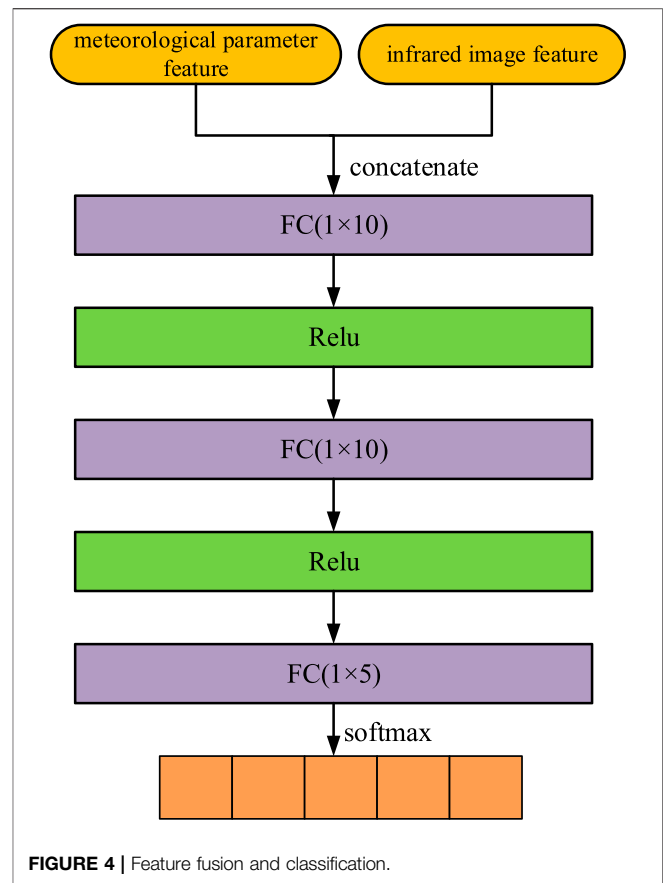 meteorological parameter
feature
infrared image feature
concatenate
FC(1×10)
Relu
FC(1×10)
Relu
FC(1×5)
softmax
FIGURE 4 | Feature fusion and classification.